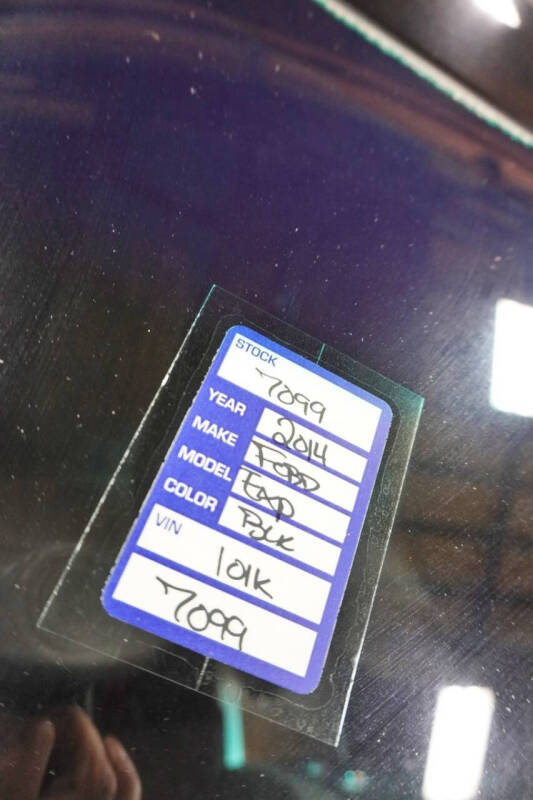 STOCK
7099
YEAR 2014
MAKE FORD
MODEL EXP
COLOR BLK
VIN
101K
7099